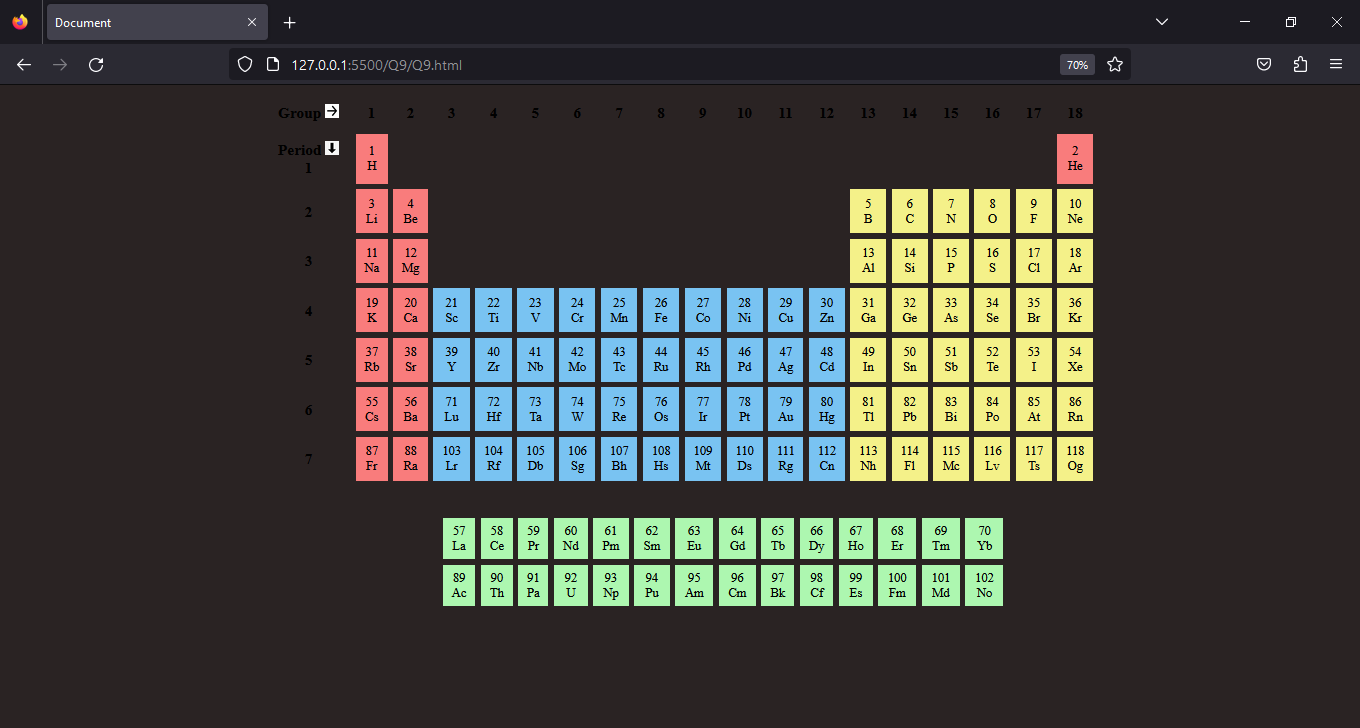 Document
127.0.0.1:5500/Q9/Q9.html 70%
Group 1 2 3 4 5 6 7 8 9 10 11 12 13 14 15 16 17 18
Period 1 2
1 H He
2 3 4 5 6 7 8 9 10
Li Be B C N O F Ne
3 11 12 13 14 15 16 17 18
Na Mg Al Si P S Cl Ar
4 19 20 21 22 23 24 25 26 27 28 29 30 31 32 33 34 35 36
K Ca Sc Ti V Cr Mn Fe Co Ni Cu Zn Ga Ge As Se Br Kr
5 37 38 39 40 41 42 43 44 45 46 47 48 49 50 51 52 53 54
Rb Sr Y Zr Nb Mo Tc Ru Rh Pd Ag Cd In Sn Sb Te I Xe
6 55 56 71 72 73 74 75 76 77 78 79 80 81 82 83 84 85 86
Cs Ba Lu Hf Ta W Re Os Ir Pt Au Hg Tl Pb Bi Po At Rn
7 87 88 103 104 105 106 107 108 109 110 111 112 113 114 115 116 117 118
Fr Ra Lr Rf Db Sg Bh Hs Mt Ds Rg Cn Nh Fl Mc Lv Ts Og
57 58 59 60 61 62 63 64 65 66 67 68 69 70
La Ce Pr Nd Pm Sm Eu Gd Tb Dy Ho Er Tm Yb
89 90 91 92 93 94 95 96 97 98 99 100 101 102
Ac Th Pa U Np Pu Am Cm Bk Cf Es Fm Md No